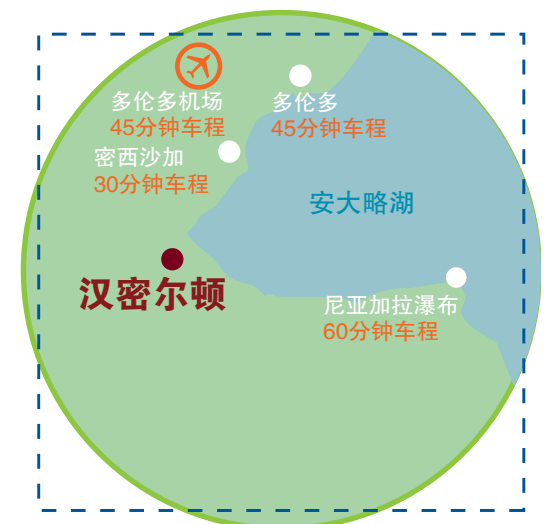 多伦多机场
45分钟车程
多伦多
45分钟车程
密西沙加
30分钟车程
安大略湖
汉密尔顿
尼亚加拉瀑布
60分钟车程